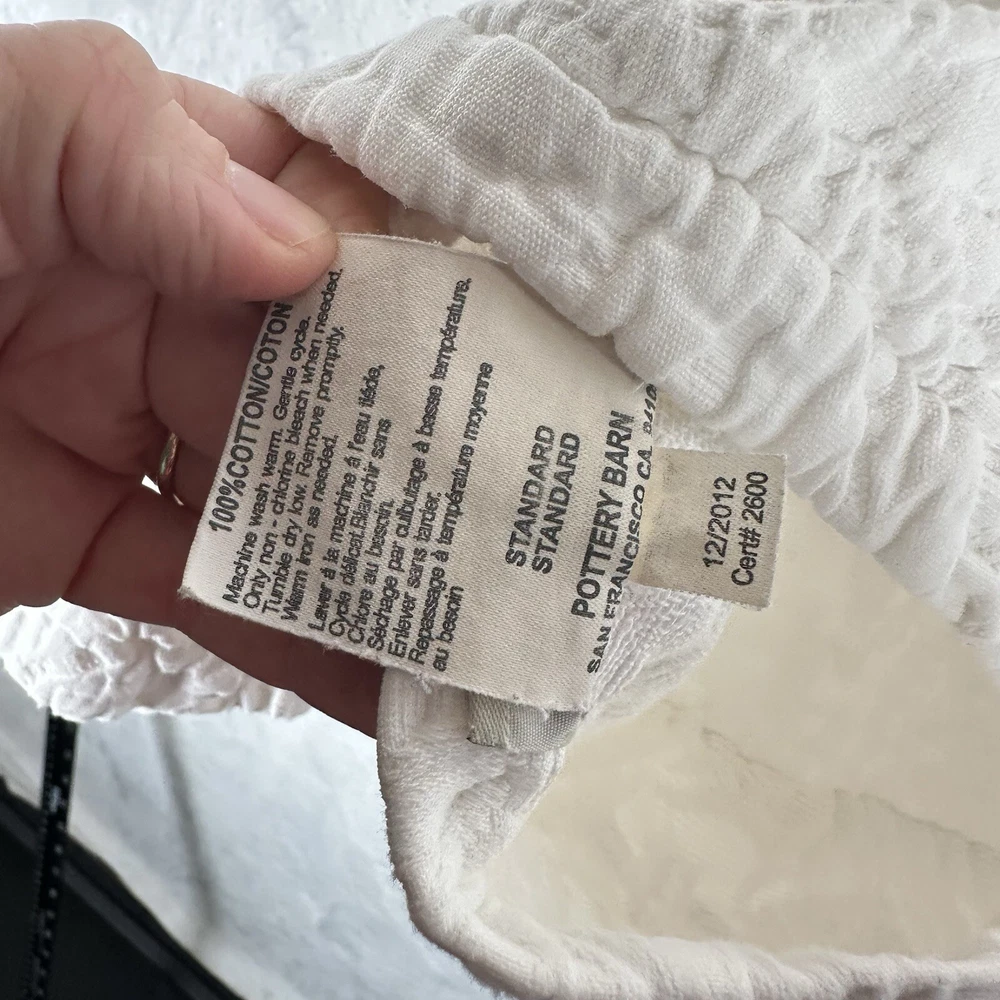 100%COTTON/COTON
Machine wash warm. Gentle cycle.
Only non - chlorine bleach when needed.
Tumble dry low. Remove promptly.
Warm iron as needed.
Laver à la machine á l'eau tiède,
Cycle délicat.Blanchir sans
Chlore au besoin.
Séchage par culbutage à basse température.
Enlever sans tarder.
Repassage à température moyenne
au besoin
STANDARD
STANDARD
POTTERY BARN
SAN FRANCISCO CA
12/2012
Cert# 2600